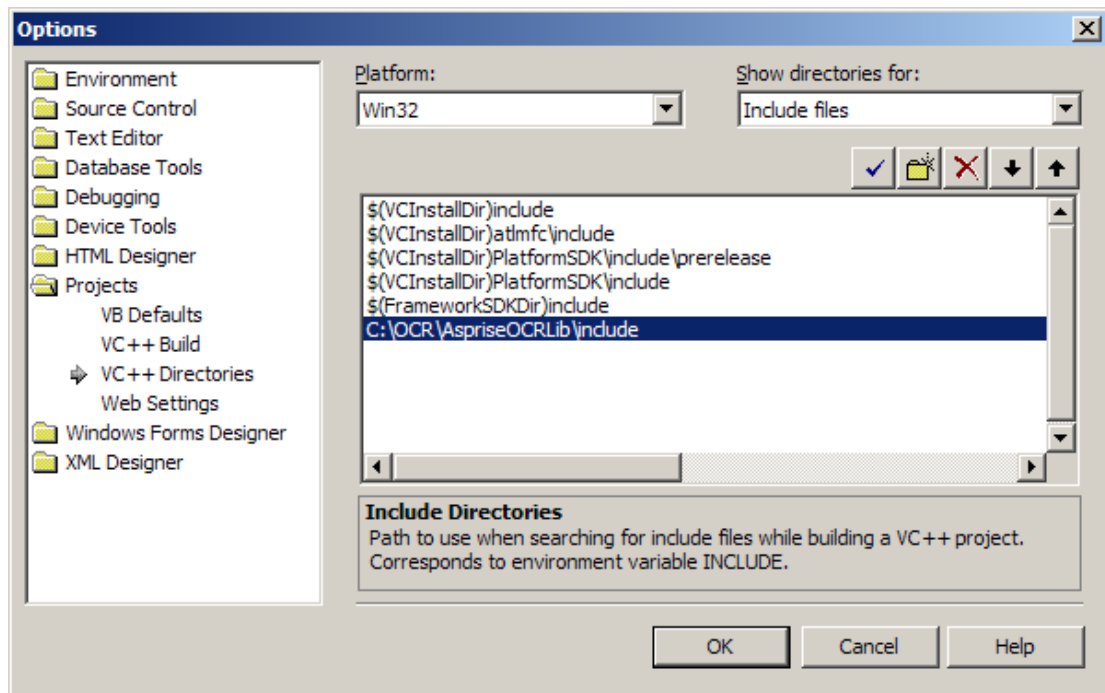 Options
Environment
Source Control
Text Editor
Database Tools
Debugging
Device Tools
HTML Designer
Projects
VB Defaults
VC++ Build
VC++ Directories
Web Settings
Windows Forms Designer
XML Designer
Platform:
Win32
Show directories for:
Include files
$(VCInstallDir)include
$(VCInstallDir)atlmfc\include
$(VCInstallDir)PlatformSDK\include\prerelease
$(VCInstallDir)PlatformSDK\include
$(FrameworkSDKDir)include
C:\OCR\AspriseOCRLib\include
Include Directories
Path to use when searching for include files while building a VC++ project.
Corresponds to environment variable INCLUDE.
OK
Cancel
Help